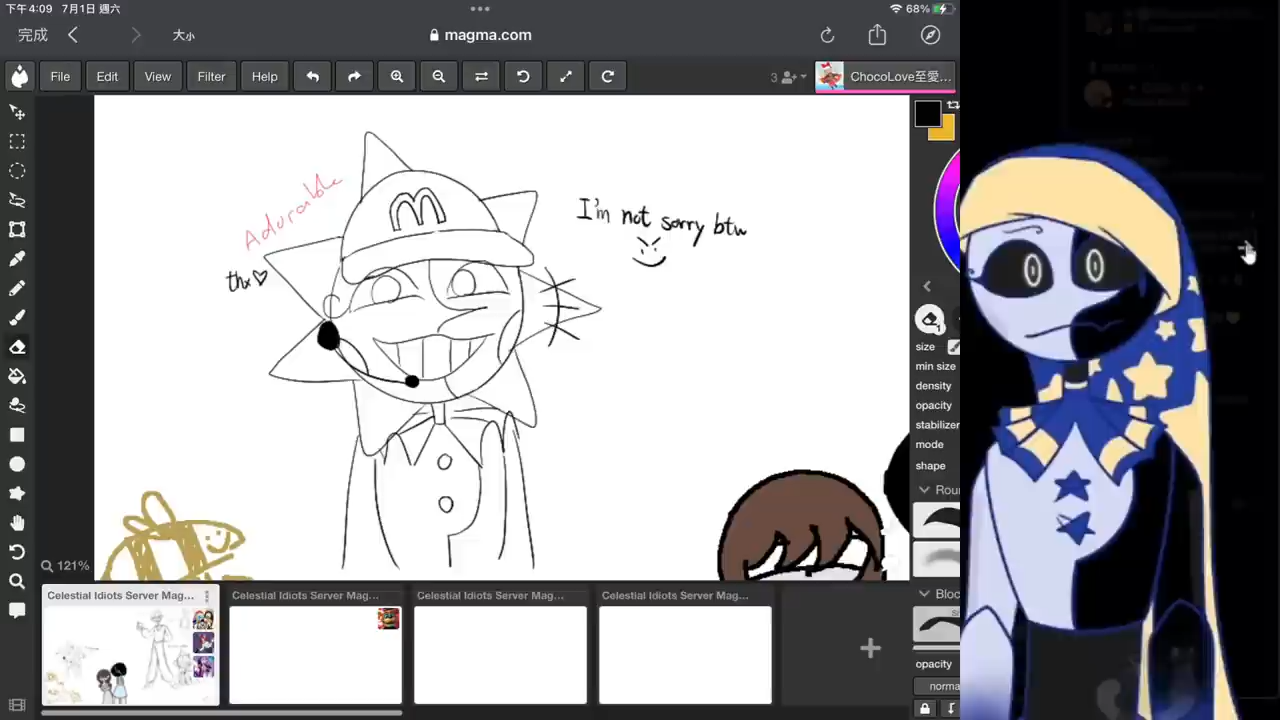 下午4:09 7月1日 週六
68%
完成
大小
magma.com
File
Edit
View
Filter
Help
3
ChocoLove至愛...
Adorable
M
I'm not sorry btw
thx♡
size
min size
density
opacity
stabilizer
mode
shape
Rour
Bloc
121%
Celestial Idiots Server Mag...
Celestial Idiots Server Mag...
Celestial Idiots Server Mag...
Celestial Idiots Server Mag...
opacity
norma